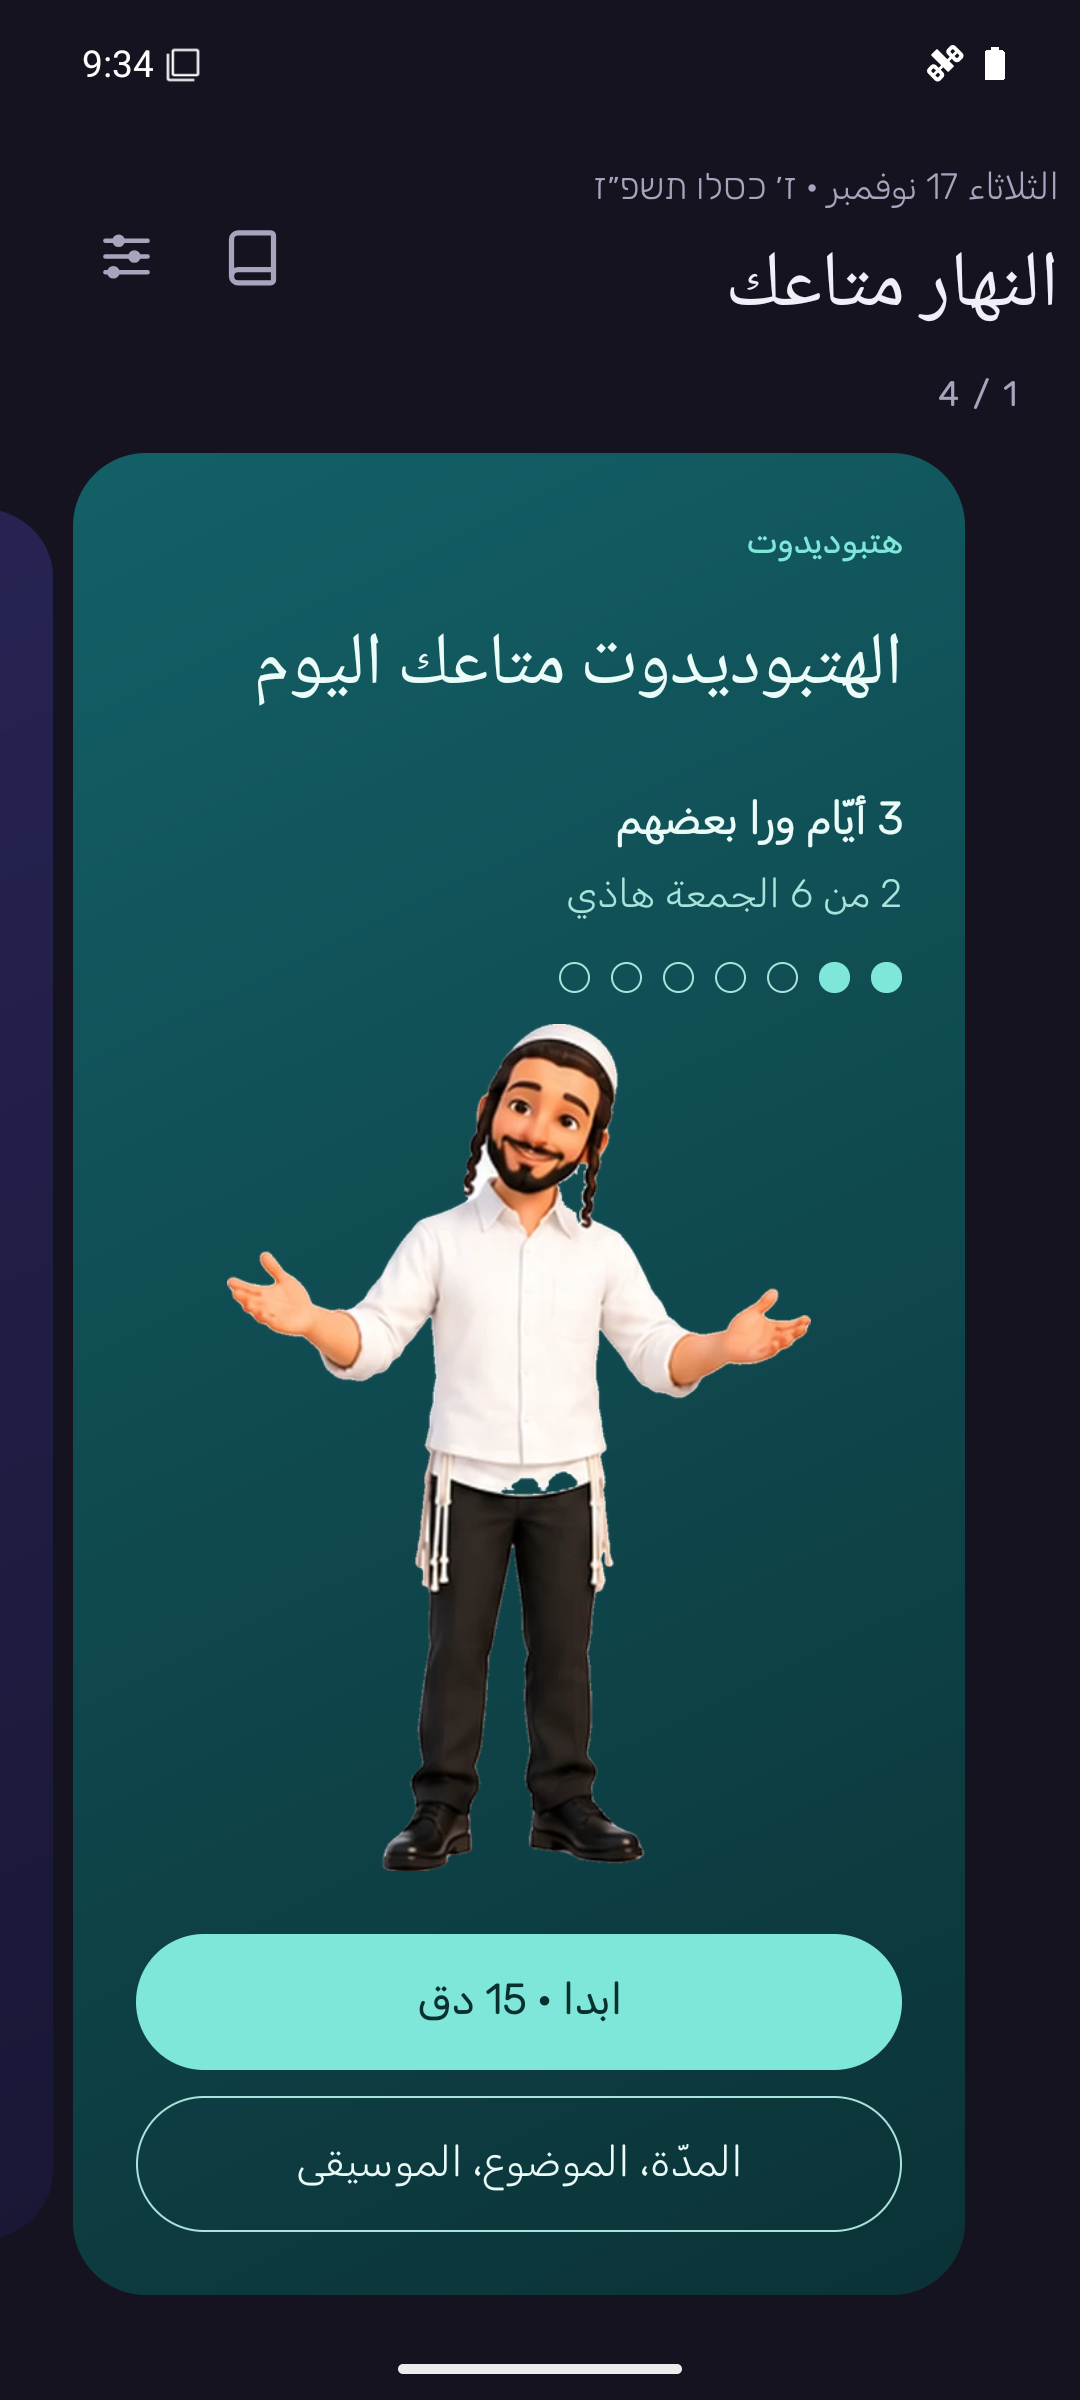 9:34
الثلاثاء 17 نوفمبر • ז׳ כסלו תשפ״ז
النهار متاعك
1 / 4
هتبوديدوت
الهتبوديدوت متاعك اليوم
3 أيّام ورا بعضهم
2 من 6 الجمعة هاذي
ابدا • 15 دق
المدّة، الموضوع، الموسيقى